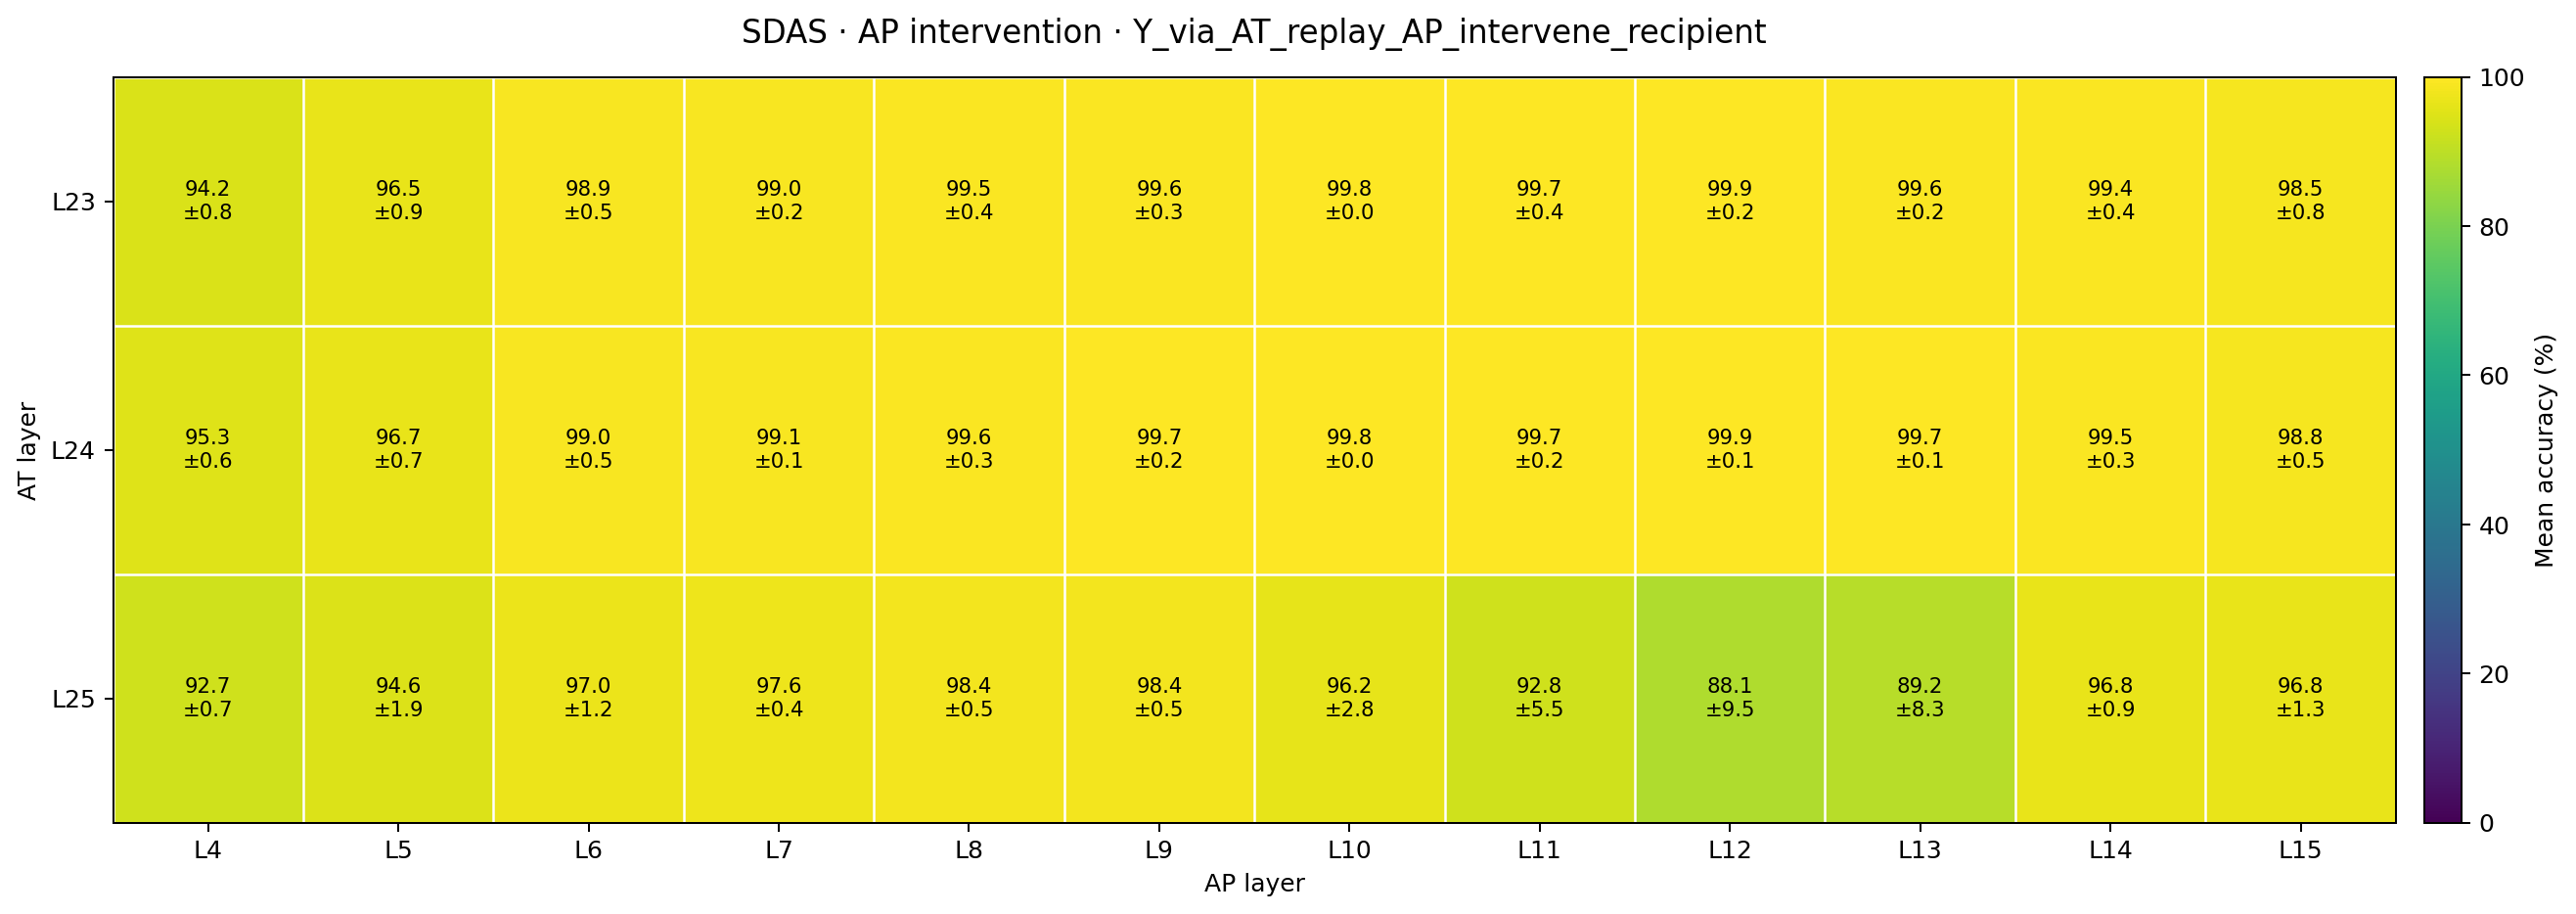 SDAS · AP intervention · Y_via_AT_replay_AP_intervene_recipient
100
94.2 96.5 98.9 99.0 99.5 99.6 99.8 99.7 99.9 99.6 99.4 98.5
L23
±0.8 ±0.9 ±0.5 ±0.2 ±0.4 ±0.3 ±0.0 ±0.4 ±0.2 ±0.2 ±0.4 ±0.8
80
60
95.3 96.7 99.0 99.1 99.6 99.7 99.8 99.7 99.9 99.7 99.5 98.8
AT layer
L24
±0.6 ±0.7 ±0.5 ±0.1 ±0.3 ±0.2 ±0.0 ±0.2 ±0.1 ±0.1 ±0.3 ±0.5
Mean accuracy (%)
40
20
92.7 94.6 97.0 97.6 98.4 98.4 96.2 92.8 88.1 89.2 96.8 96.8
L25
±0.7 ±1.9 ±1.2 ±0.4 ±0.5 ±0.5 ±2.8 ±5.5 ±9.5 ±8.3 ±0.9 ±1.3
0
L4 L5 L6 L7 L8 L9 L10 L11 L12 L13 L14 L15
AP layer